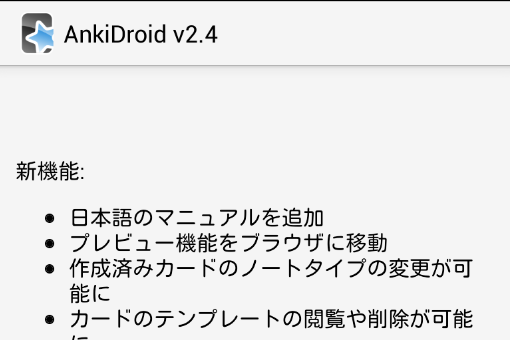 AnkiDroid v2.4
新機能:
• 日本語のマニュアルを追加
• プレビュー機能をブラウザに移動
• 作成済みカードのノートタイプの変更が可
能に
• カードのテンプレートの閲覧や削除が可能
に